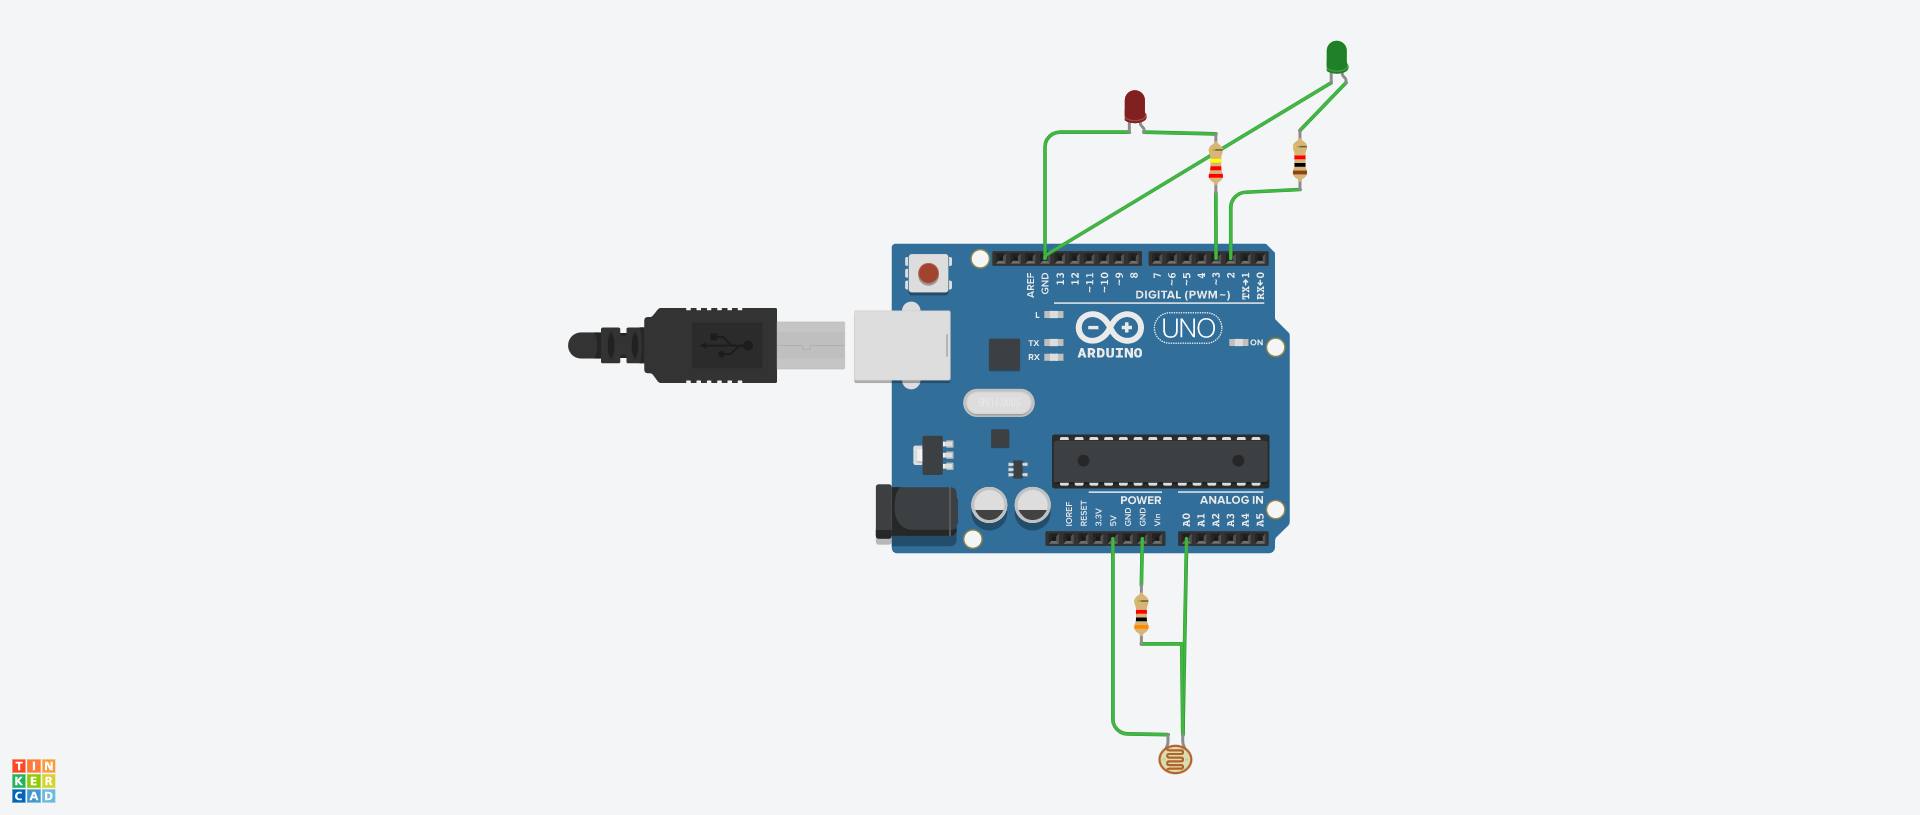 AREF
GND
13
12
~11
~10
~9
8
7
~6
~5
4
~3
2
TX→1
RX←0
DIGITAL (PWM~)
L
TX
RX
ARDUINO
UNO
ON
POWER
ANALOG IN
IOREF
RESET
3.3V
5V
GND
GND
Vin
A0
A1
A2
A3
A4
A5
TIN
KER
CAD